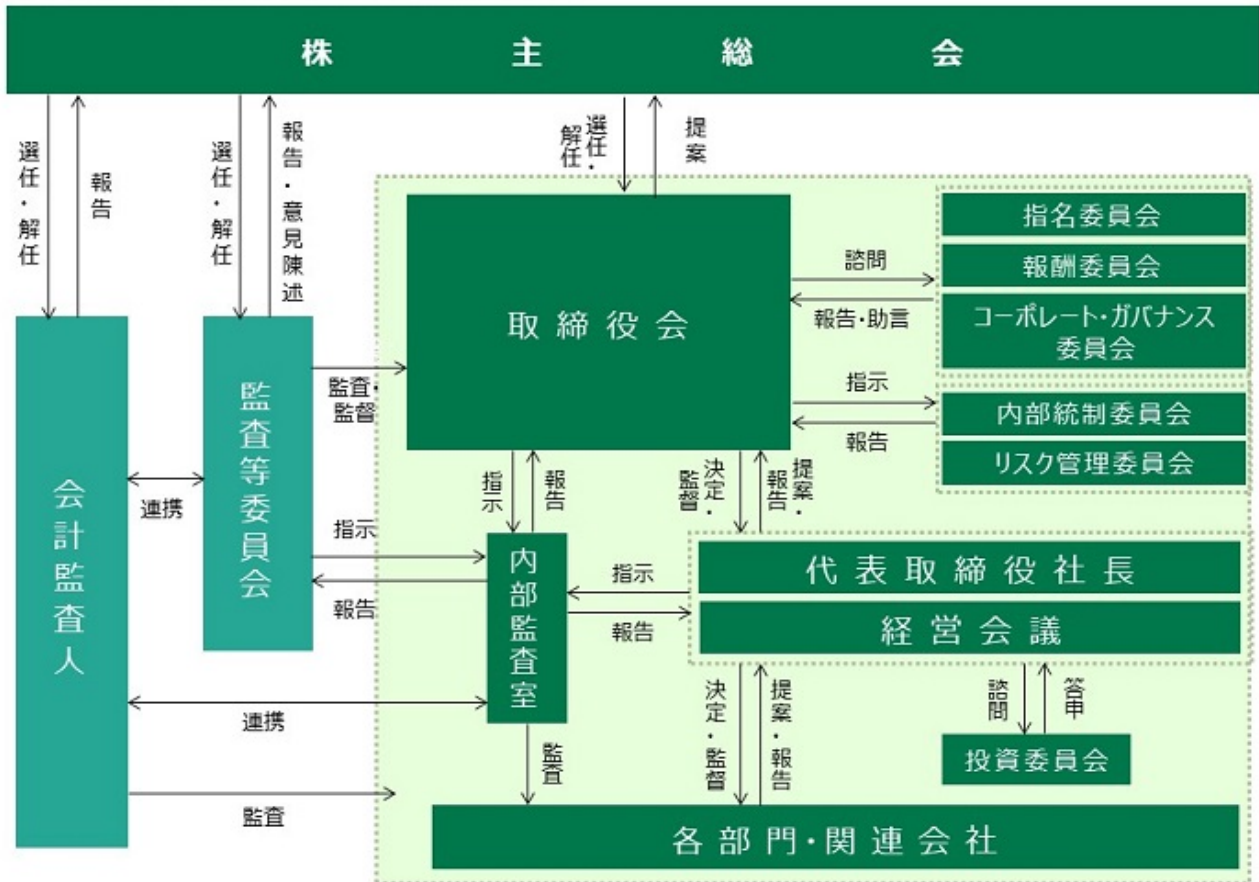 株主総会
選任・解任
報告
選任・解任
報告・意見陳述
選任・
解任
提案
取締役会
指名委員会
報酬委員会
コーポレート・ガバナンス
委員会
諮問
報告・助言
監査・
監督
指示
報告
内部統制委員会
リスク管理委員会
会計監査人
監査等委員会
連携
指示
報告
決定・
監督
提案・
報告
指示
報告
内部監査室
指示
報告
代表取締役社長
経営会議
連携
監査
決定・監督
提案・報告
諮問
答申
投資委員会
監査
各部門・関連会社